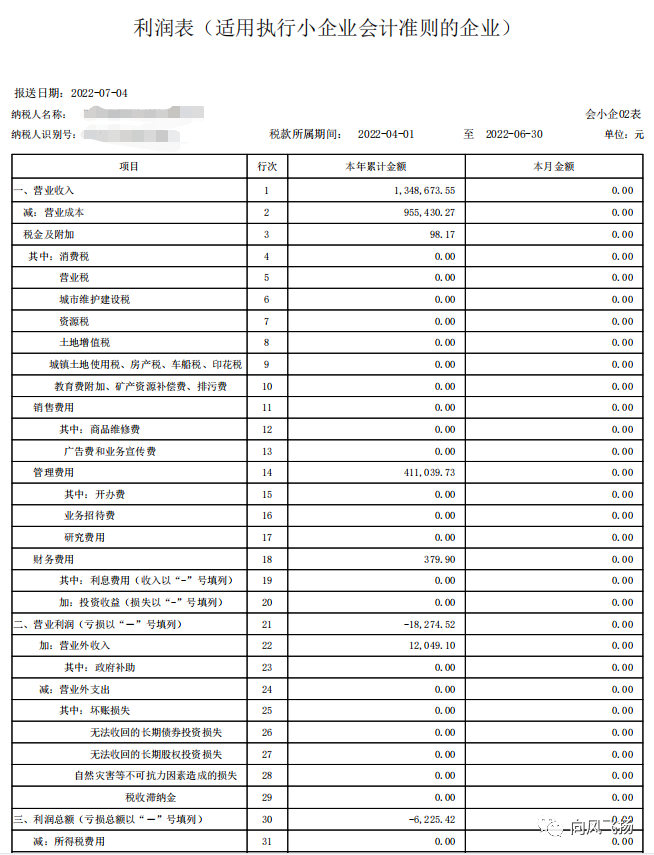 利润表（适用执行小企业会计准则的企业）
报送日期：2022-07-04
纳税人名称：
会小企02表
纳税人识别号：
税款所属期间： 2022-04-01 至 2022-06-30 单位：元
项目 行次 本年累计金额 本月金额
一、营业收入 1 1,348,673.55 0.00
减：营业成本 2 955,430.27 0.00
税金及附加 3 98.17 0.00
其中：消费税 4 0.00 0.00
营业税 5 0.00 0.00
城市维护建设税 6 0.00 0.00
资源税 7 0.00 0.00
土地增值税 8 0.00 0.00
城镇土地使用税、房产税、车船税、印花税 9 0.00 0.00
教育费附加、矿产资源补偿费、排污费 10 0.00 0.00
销售费用 11 0.00 0.00
其中：商品维修费 12 0.00 0.00
广告费和业务宣传费 13 0.00 0.00
管理费用 14 411,039.73 0.00
其中：开办费 15 0.00 0.00
业务招待费 16 0.00 0.00
研究费用 17 0.00 0.00
财务费用 18 379.90 0.00
其中：利息费用（收入以“-”号填列） 19 0.00 0.00
加：投资收益（损失以“-”号填列） 20 0.00 0.00
二、营业利润（亏损以“－”号填列） 21 -18,274.52 0.00
加：营业外收入 22 12,049.10 0.00
其中：政府补助 23 0.00 0.00
减：营业外支出 24 0.00 0.00
其中：坏账损失 25 0.00 0.00
无法收回的长期债券投资损失 26 0.00 0.00
无法收回的长期股权投资损失 27 0.00 0.00
自然灾害等不可抗力因素造成的损失 28 0.00 0.00
税收滞纳金 29 0.00 0.00
三、利润总额（亏损总额以“－”号填列） 30 -6,225.42 0.00
减：所得税费用 31 0.00 0.00
向风飞扬